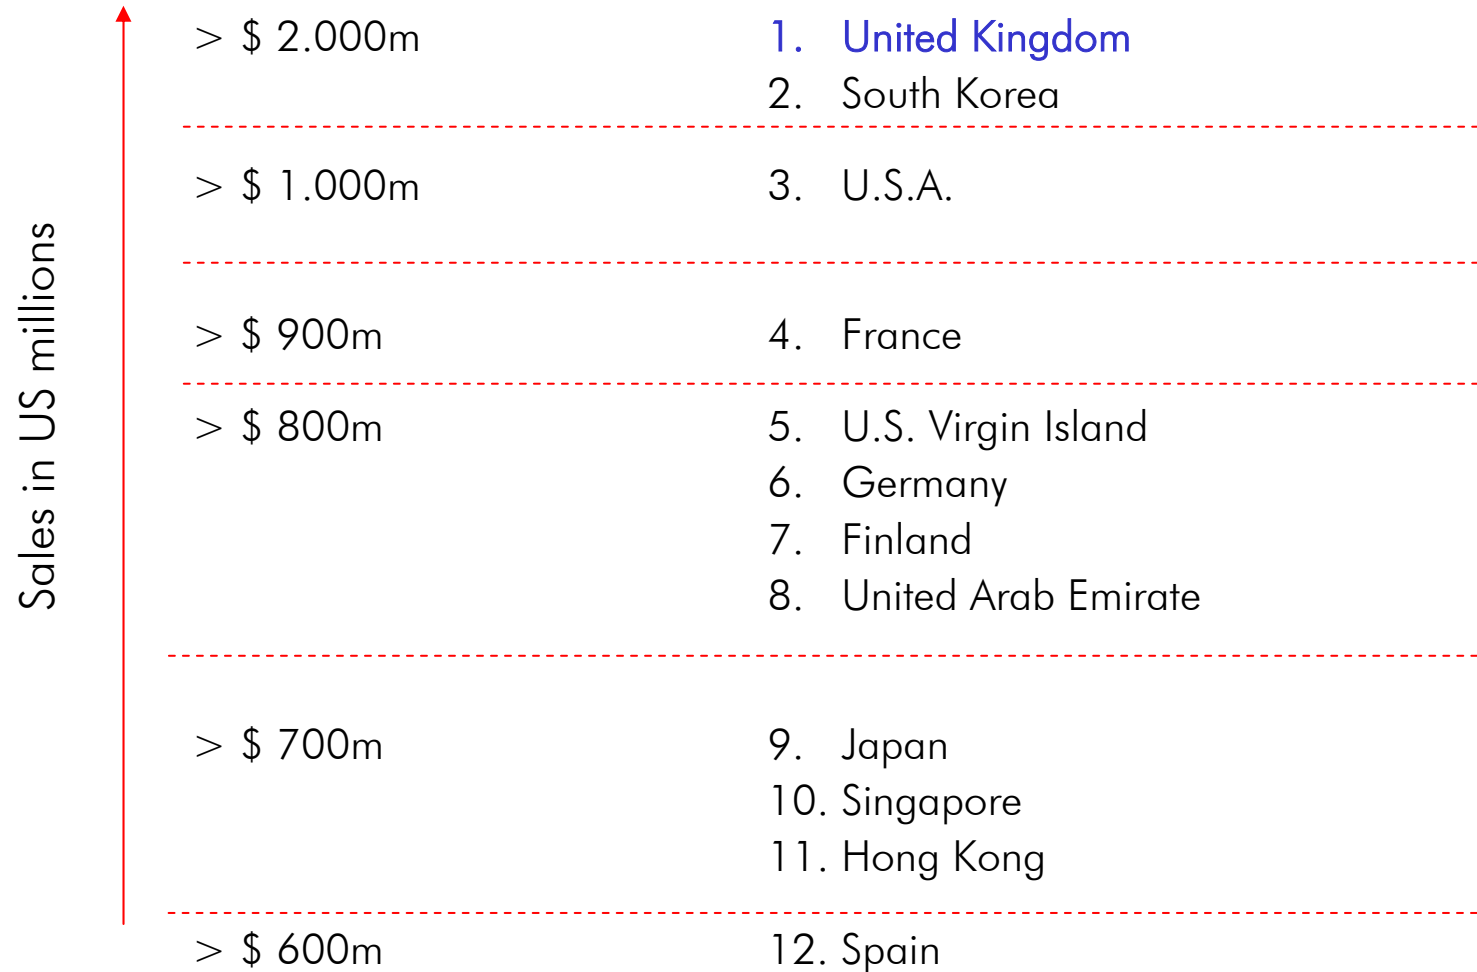 Sales in US millions
> $ 2.000m 1. United Kingdom
2. South Korea
> $ 1.000m 3. U.S.A.
> $ 900m 4. France
> $ 800m 5. U.S. Virgin Island
6. Germany
7. Finland
8. United Arab Emirate
> $ 700m 9. Japan
10. Singapore
11. Hong Kong
> $ 600m 12. Spain